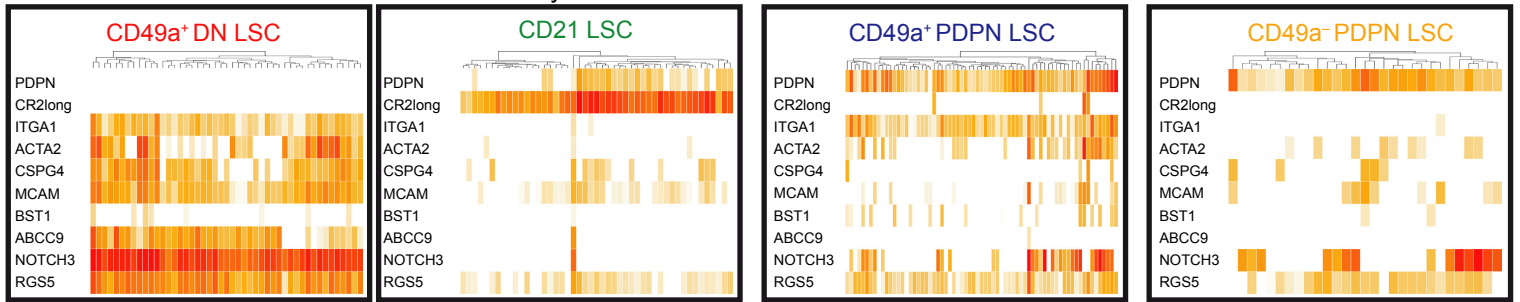 CD49a⁺ DN LSC
PDPN
CR2long
ITGA1
ACTA2
CSPG4
MCAM
BST1
ABCC9
NOTCH3
RGS5
CD21 LSC
PDPN
CR2long
ITGA1
ACTA2
CSPG4
MCAM
BST1
ABCC9
NOTCH3
RGS5
CD49a⁺ PDPN LSC
PDPN
CR2long
ITGA1
ACTA2
CSPG4
MCAM
BST1
ABCC9
NOTCH3
RGS5
CD49a⁻ PDPN LSC
PDPN
CR2long
ITGA1
ACTA2
CSPG4
MCAM
BST1
ABCC9
NOTCH3
RGS5